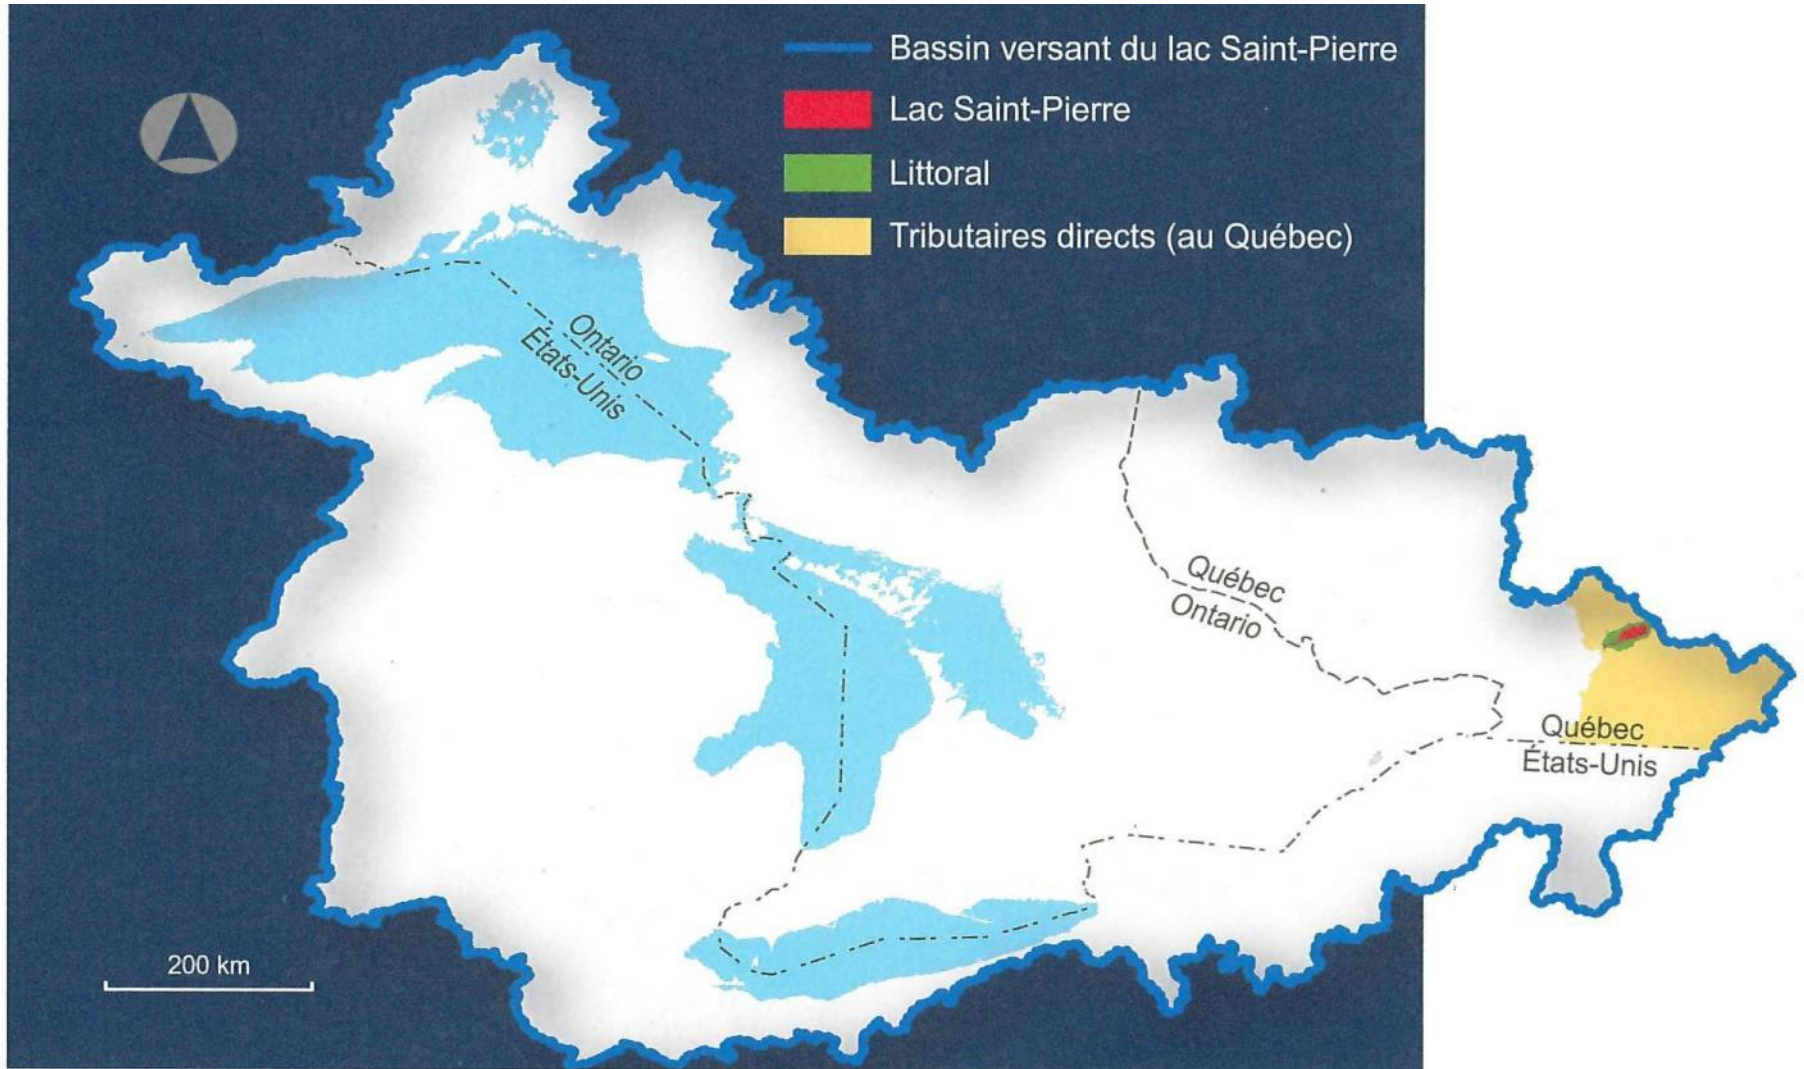 Bassin versant du lac Saint-Pierre
Lac Saint-Pierre
Littoral
Tributaires directs (au Québec)
Ontario
États-Unis
Québec
Ontario
Québec
États-Unis
200 km